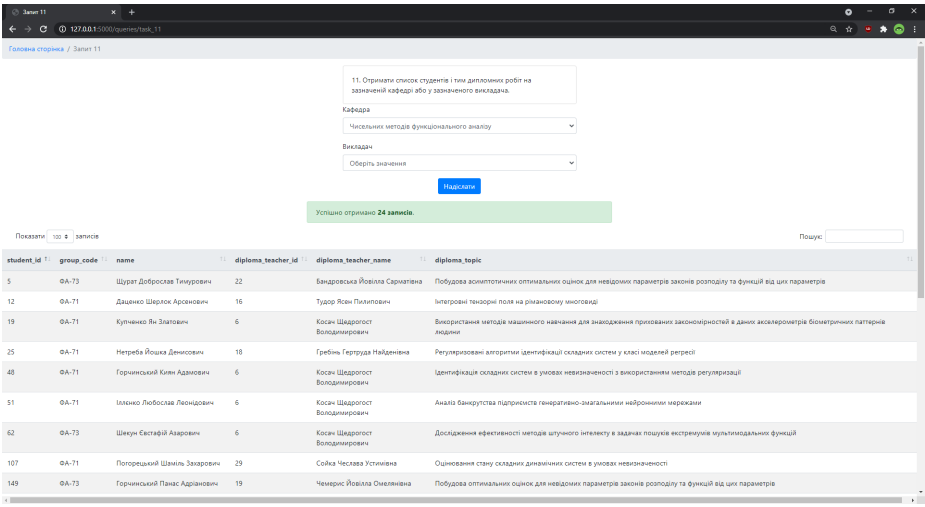 Запит 11
127.0.0.1:5000/queries/task_11
Головна сторінка / Запит 11
11. Отримати список студентів і тим дипломних робіт на
зазначеній кафедрі або у зазначеного викладача.
Кафедра
Чисельних методів функціонального аналізу
Викладач
Оберіть значення
Надіслати
Успішно отримано 24 записів.
Показати 100 записів
Пошук:
student_id group_code name diploma_teacher_id diploma_teacher_name diploma_topic
5 ФА-73 Щурат Доброслав Тимурович 22 Бандровська Йовілла Сарматівна Побудова асимптотичних оптимальних оцінок для невідомих параметрів законів розподілу та функцій від цих параметрів
12 ФА-71 Даценко Шерлок Арсенович 16 Тудор Ясен Пилипович Інтегровні тензорні поля на рімановому многовиді
19 ФА-71 Купченко Ян Златович 6 Косач Щедрогост Володимирович Використання методів машинного навчання для знаходження прихованих закономірностей в даних акселерометрів біометричних паттернів людини
25 ФА-71 Нетреба Йошка Денисович 18 Гребінь Гертруда Найденівна Регуляризовані алгоритми ідентифікації складних систем у класі моделей регресії
48 ФА-71 Горчинський Киян Адамович 6 Косач Щедрогост Володимирович Ідентифікація складних систем в умовах невизначеності з використанням методів регуляризації
51 ФА-71 Іллєнко Любослав Леонідович 6 Косач Щедрогост Володимирович Аналіз банкрутства підприємств генеративно-змагальними нейронними мережами
62 ФА-73 Шекун Євстафій Азарович 6 Косач Щедрогост Володимирович Дослідження ефективності методів штучного інтелекту в задачах пошуків екстремумів мультимодальних функцій
107 ФА-71 Погорецький Шаміль Захарович 29 Сойка Чеслава Устимівна Оцінювання стану складних динамічних систем в умовах невизначеності
149 ФА-73 Горчинський Панас Адріанович 19 Чемерис Йовілла Омелянівна Побудова оптимальних оцінок для невідомих параметрів законів розподілу та функцій від цих параметрів